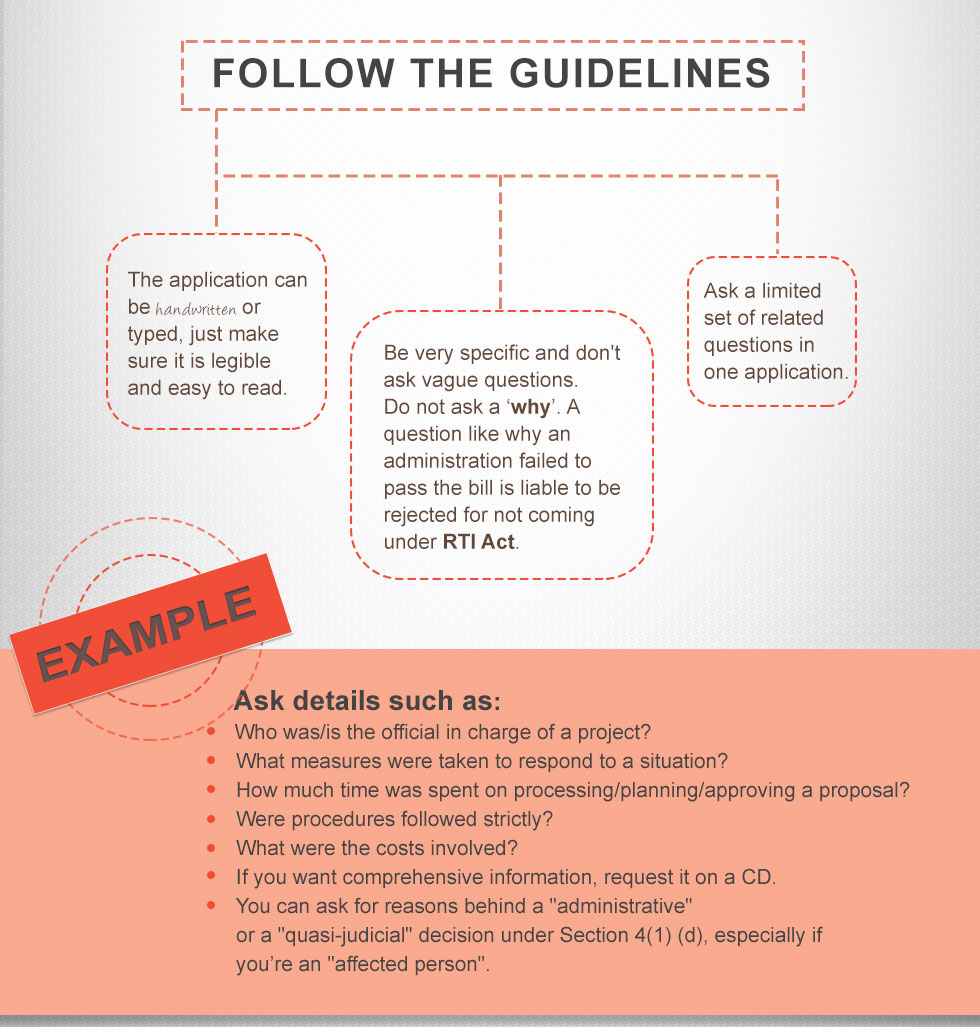 FOLLOW THE GUIDELINES
The application can
be handwritten or
typed, just make
sure it is legible
and easy to read.
Be very specific and don't
ask vague questions.
Do not ask a ‘why’. A
question like why an
administration failed to
pass the bill is liable to be
rejected for not coming
under RTI Act.
Ask a limited
set of related
questions in
one application.
EXAMPLE
Ask details such as:
• Who was/is the official in charge of a project?
• What measures were taken to respond to a situation?
• How much time was spent on processing/planning/approving a proposal?
• Were procedures followed strictly?
• What were the costs involved?
• If you want comprehensive information, request it on a CD.
• You can ask for reasons behind a "administrative"
or a "quasi-judicial" decision under Section 4(1) (d), especially if
you’re an "affected person".